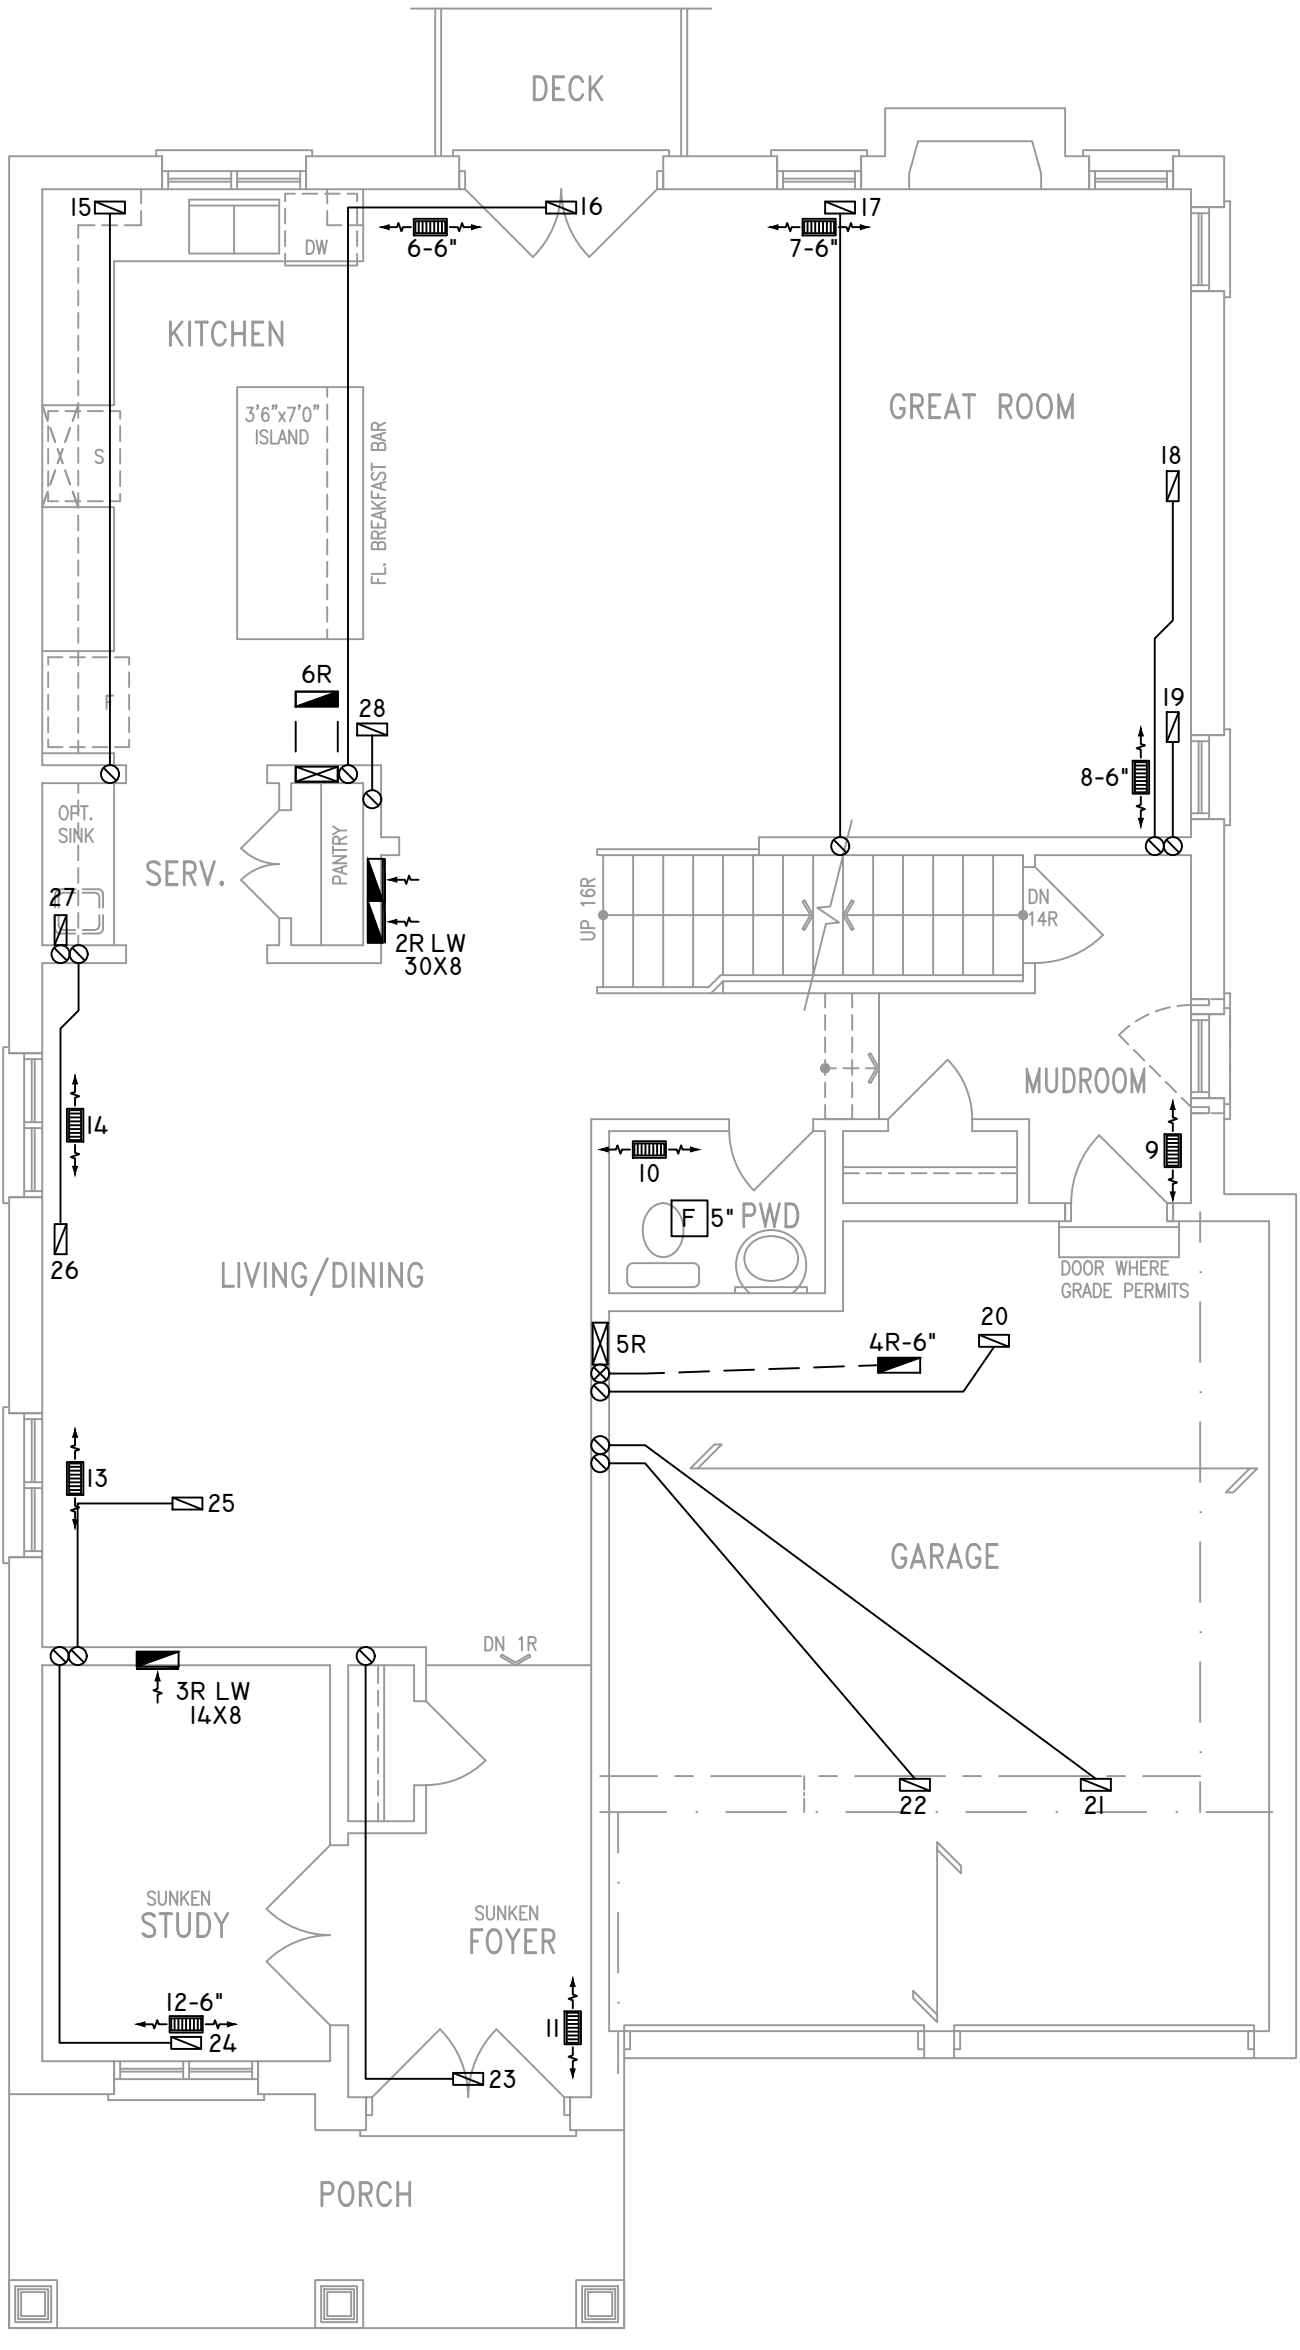 DECK
15
16
17
6-6"
7-6"
DW
KITCHEN
GREAT ROOM
3'6"x7'0"
ISLAND
FL. BREAKFAST BAR
S
18
F
6R
28
19
8-6"
OPT.
SINK
SERV.
PANTRY
27
2R LW
30X8
UP 16R
DN
14R
MUDROOM
14
9
10
F
5"
PWD
26
LIVING/DINING
DOOR WHERE
GRADE PERMITS
20
5R
4R-6"
13
25
GARAGE
DN 1R
3R LW
14X8
22
21
SUNKEN
STUDY
SUNKEN
FOYER
12-6"
24
11
23
PORCH